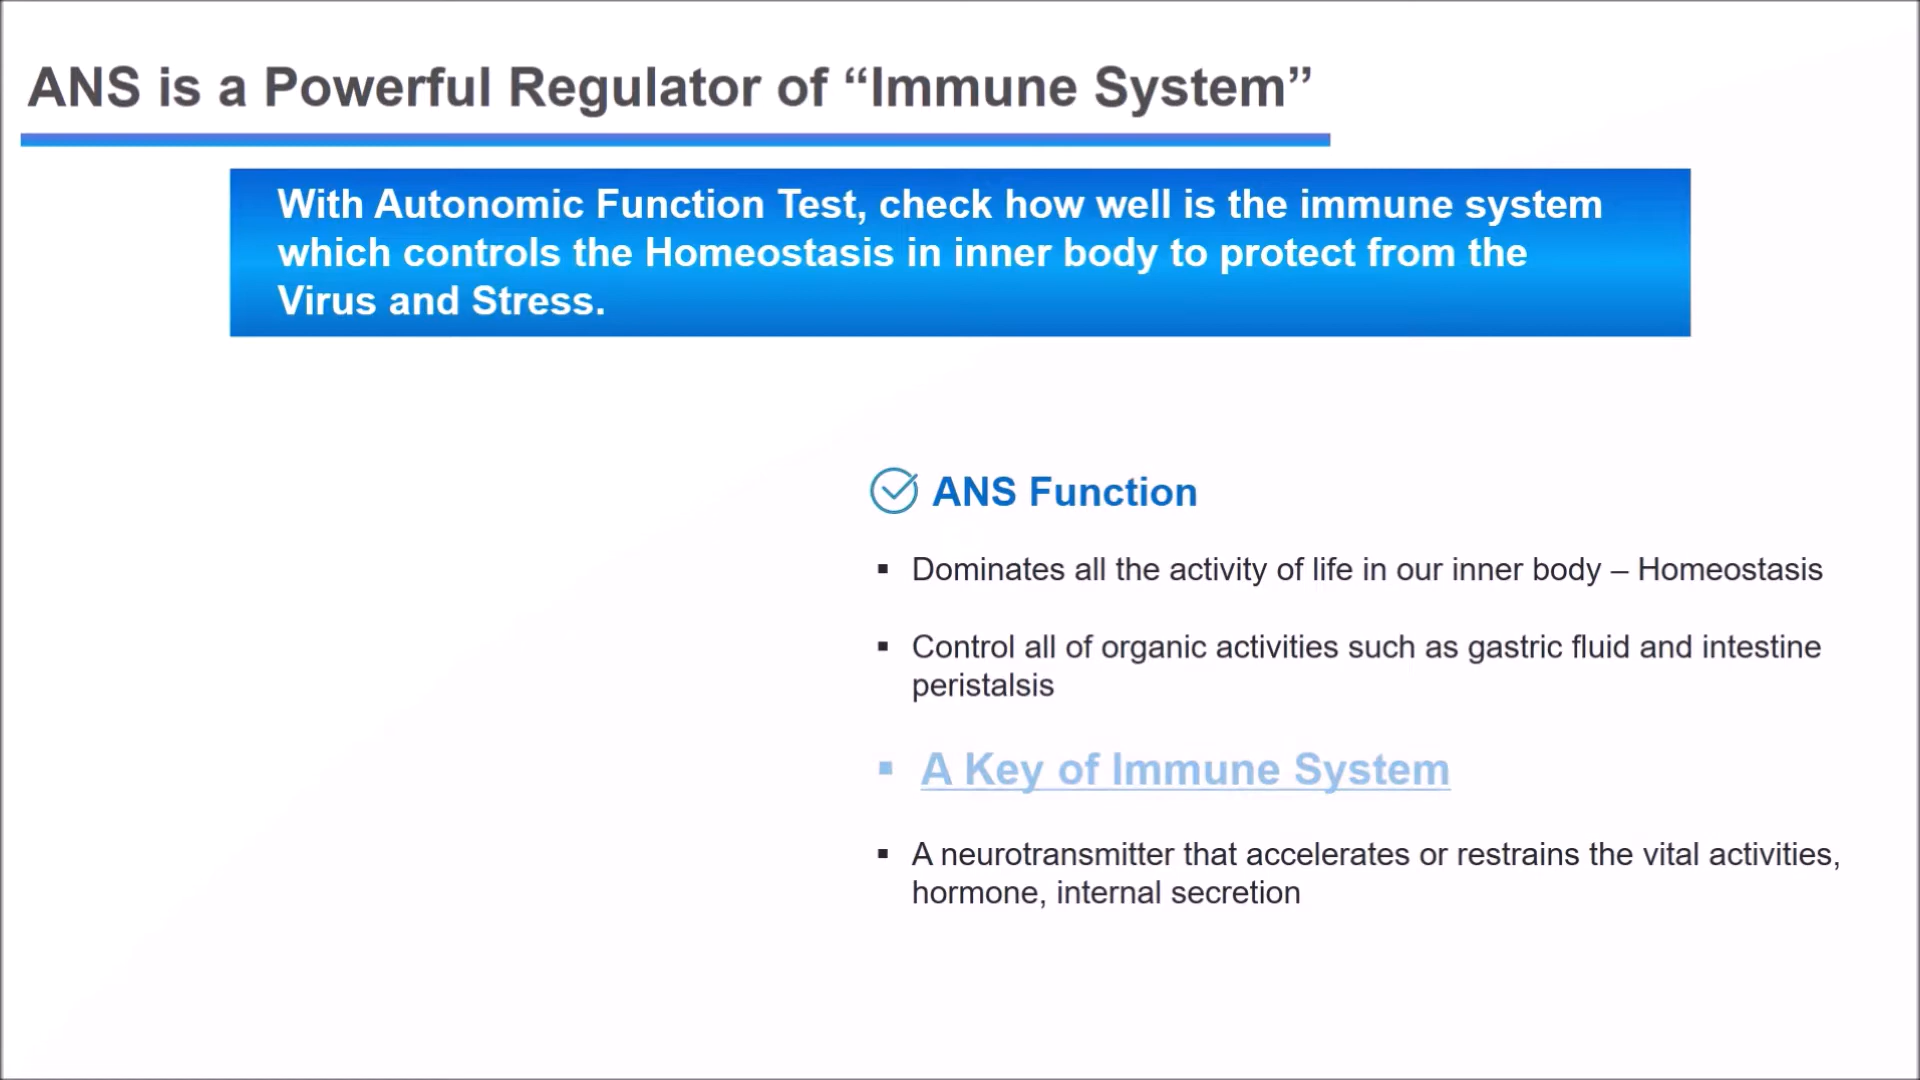 ANS is a Powerful Regulator of “Immune System”
With Autonomic Function Test, check how well is the immune system
which controls the Homeostasis in inner body to protect from the
Virus and Stress.
ANS Function
▪ Dominates all the activity of life in our inner body – Homeostasis
▪ Control all of organic activities such as gastric fluid and intestine
peristalsis
▪ A Key of Immune System
▪ A neurotransmitter that accelerates or restrains the vital activities,
hormone, internal secretion